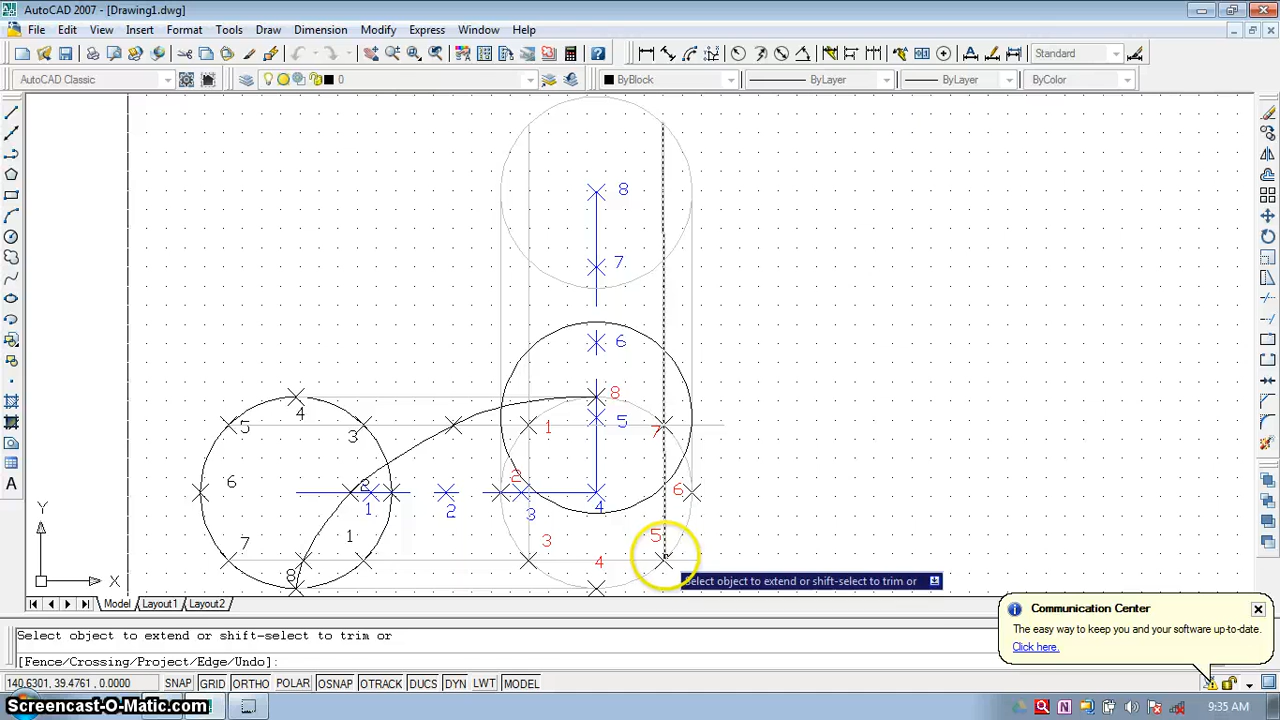 AutoCAD 2007 - [Drawing1.dwg]
File Edit View Insert Format Tools Draw Dimension Modify Express Window Help
Standard
AutoCAD Classic
0
ByBlock
ByLayer
ByLayer
ByColor
8
7
6
8
4
5
5
3
1
7
2
6
2
6
1
2
3
4
7
1
3
5
4
8
Y
X
Select object to extend or shift-select to trim or
Model Layout1 Layout2
Communication Center
The easy way to keep you and your software up-to-date.
Click here.
Select object to extend or shift-select to trim or
[Fence/Crossing/Project/Edge/Undo]:
140.6301, 39.4761 , 0.0000 SNAP GRID ORTHO POLAR OSNAP OTRACK DUCS DYN LWT MODEL
Screencast-O-Matic.com
9:35 AM